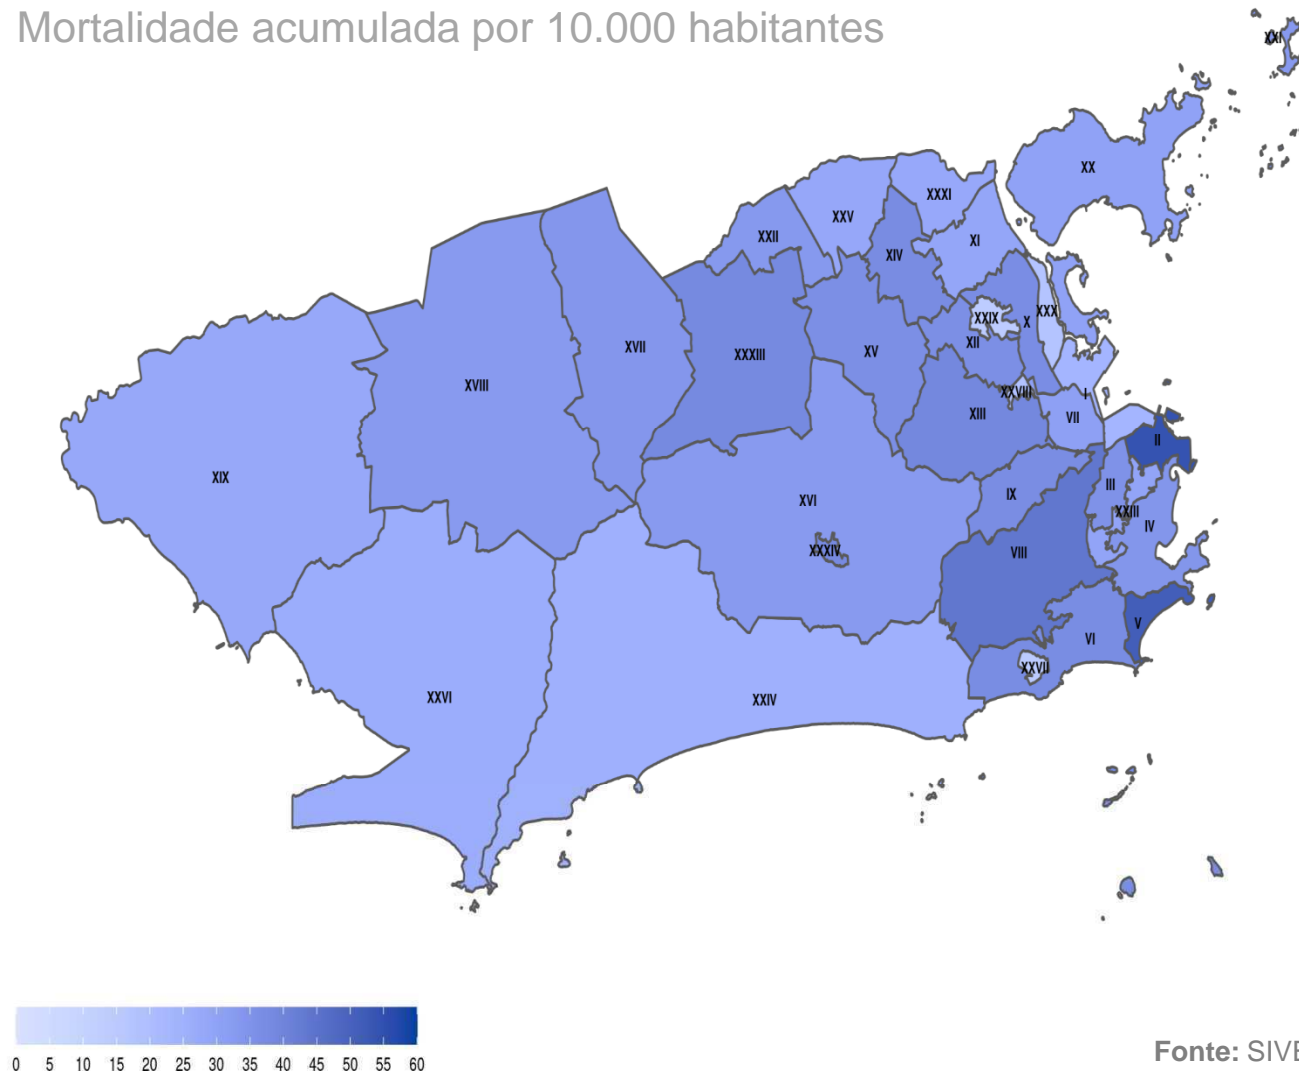 Mortalidade acumulada por 10.000 habitantes
XXI
XX
XXXI
XXV
XXII
XI
XIV
XXX
XXIX
X
XII
XVII
XXXIII
XV
XVIII
XXVIII
I
XIII
VII
II
XIX
III
IX
XVI
XXIII
IV
XXXIV
VIII
V
VI
XXVII
XXVI
XXIV
0 5 10 15 20 25 30 35 40 45 50 55 60
Fonte: SIVE